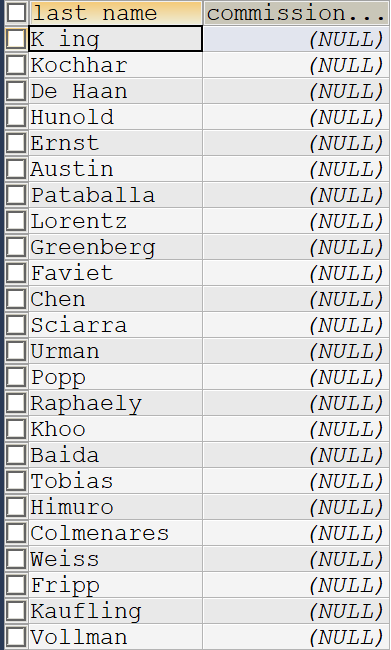 last name commission...
K ing (NULL)
Kochhar (NULL)
De Haan (NULL)
Hunold (NULL)
Ernst (NULL)
Austin (NULL)
Pataballa (NULL)
Lorentz (NULL)
Greenberg (NULL)
Faviet (NULL)
Chen (NULL)
Sciarra (NULL)
Urman (NULL)
Popp (NULL)
Raphaely (NULL)
Khoo (NULL)
Baida (NULL)
Tobias (NULL)
Himuro (NULL)
Colmenares (NULL)
Weiss (NULL)
Fripp (NULL)
Kaufling (NULL)
Vollman (NULL)